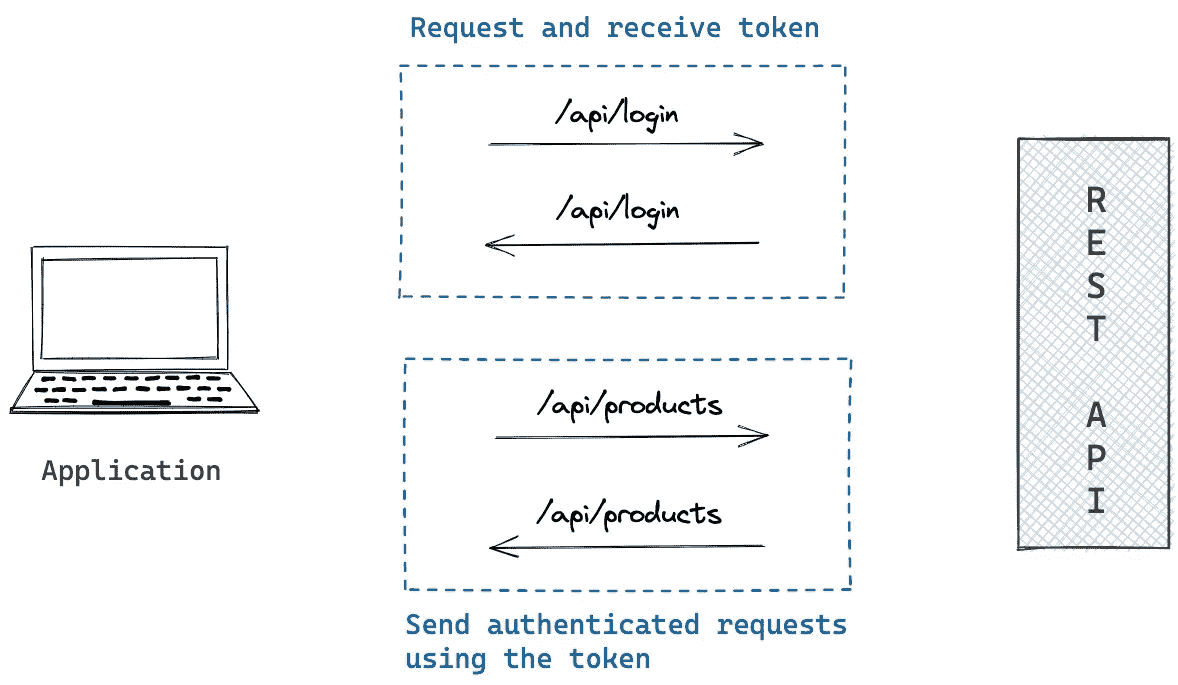 Request and receive token
/api/login
/api/login
/api/products
/api/products
Send authenticated requests
using the token
Application
REST API